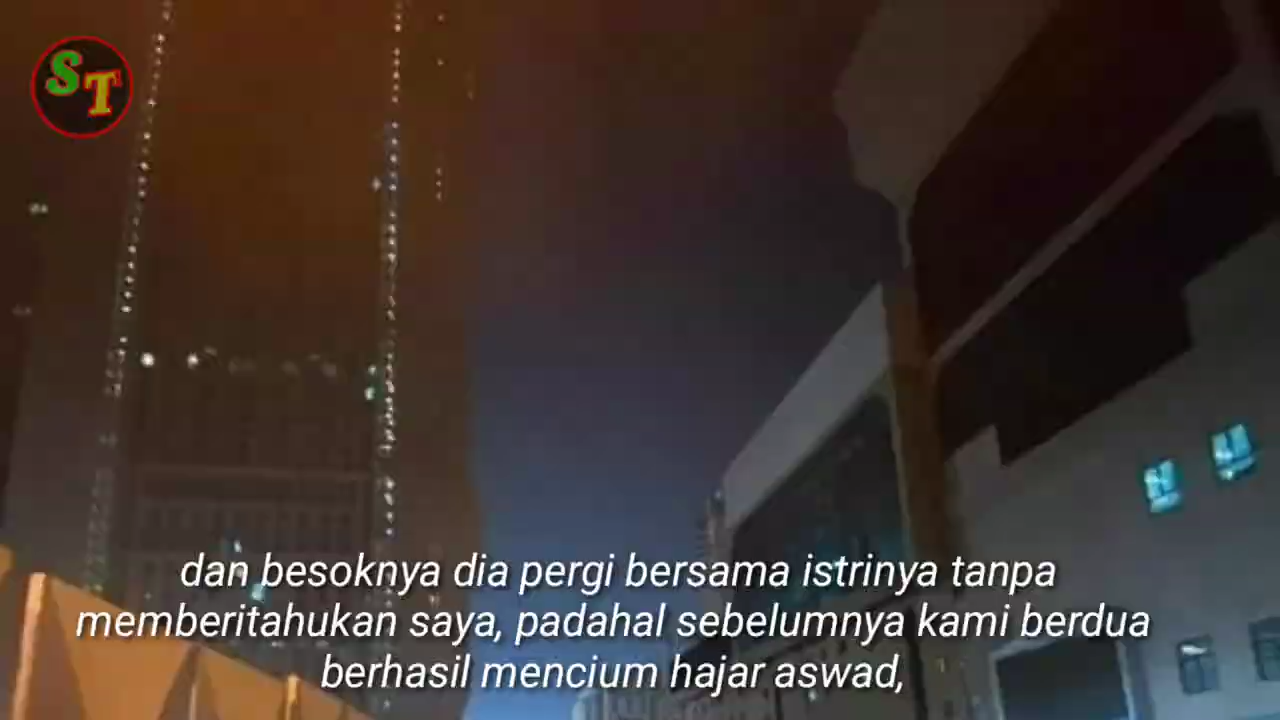 ST
dan besoknya dia pergi bersama istrinya tanpa
memberitahukan saya, padahal sebelumnya kami berdua
berhasil mencium hajar aswad,